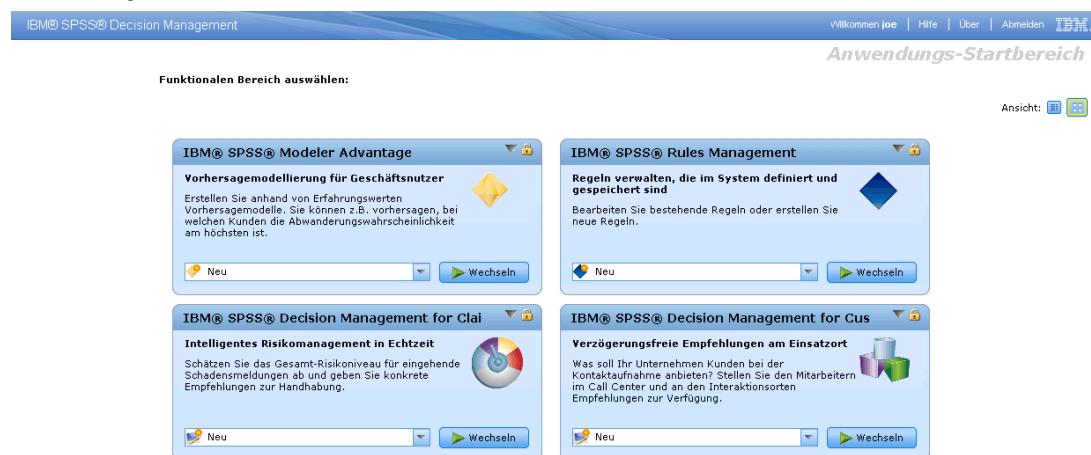 IBM® SPSS® Decision Management
Willkommen joe | Hilfe | Über | Abmelden IBM
Anwendungs-Startbereich
Funktionalen Bereich auswählen:
Ansicht:
IBM® SPSS® Modeler Advantage
Vorhersagemodellierung für Geschäftsnutzer
Erstellen Sie anhand von Erfahrungswerten
Vorhersagemodelle. Sie können z.B. vorhersagen, bei
welchen Kunden die Abwanderungswahrscheinlichkeit
am höchsten ist.
Neu
Wechseln
IBM® SPSS® Rules Management
Regeln verwalten, die im System definiert und
gespeichert sind
Bearbeiten Sie bestehende Regeln oder erstellen Sie
neue Regeln.
Neu
Wechseln
IBM® SPSS® Decision Management for Clai
Intelligentes Risikomanagement in Echtzeit
Schätzen Sie das Gesamt-Risikoniveau für eingehende
Schadensmeldungen ab und geben Sie konkrete
Empfehlungen zur Handhabung.
Neu
Wechseln
IBM® SPSS® Decision Management for Cus
Verzögerungsfreie Empfehlungen am Einsatzort
Was soll Ihr Unternehmen Kunden bei der
Kontaktaufnahme anbieten? Stellen Sie den Mitarbeitern
im Call Center und an den Interaktionsorten
Empfehlungen zur Verfügung.
Neu
Wechseln